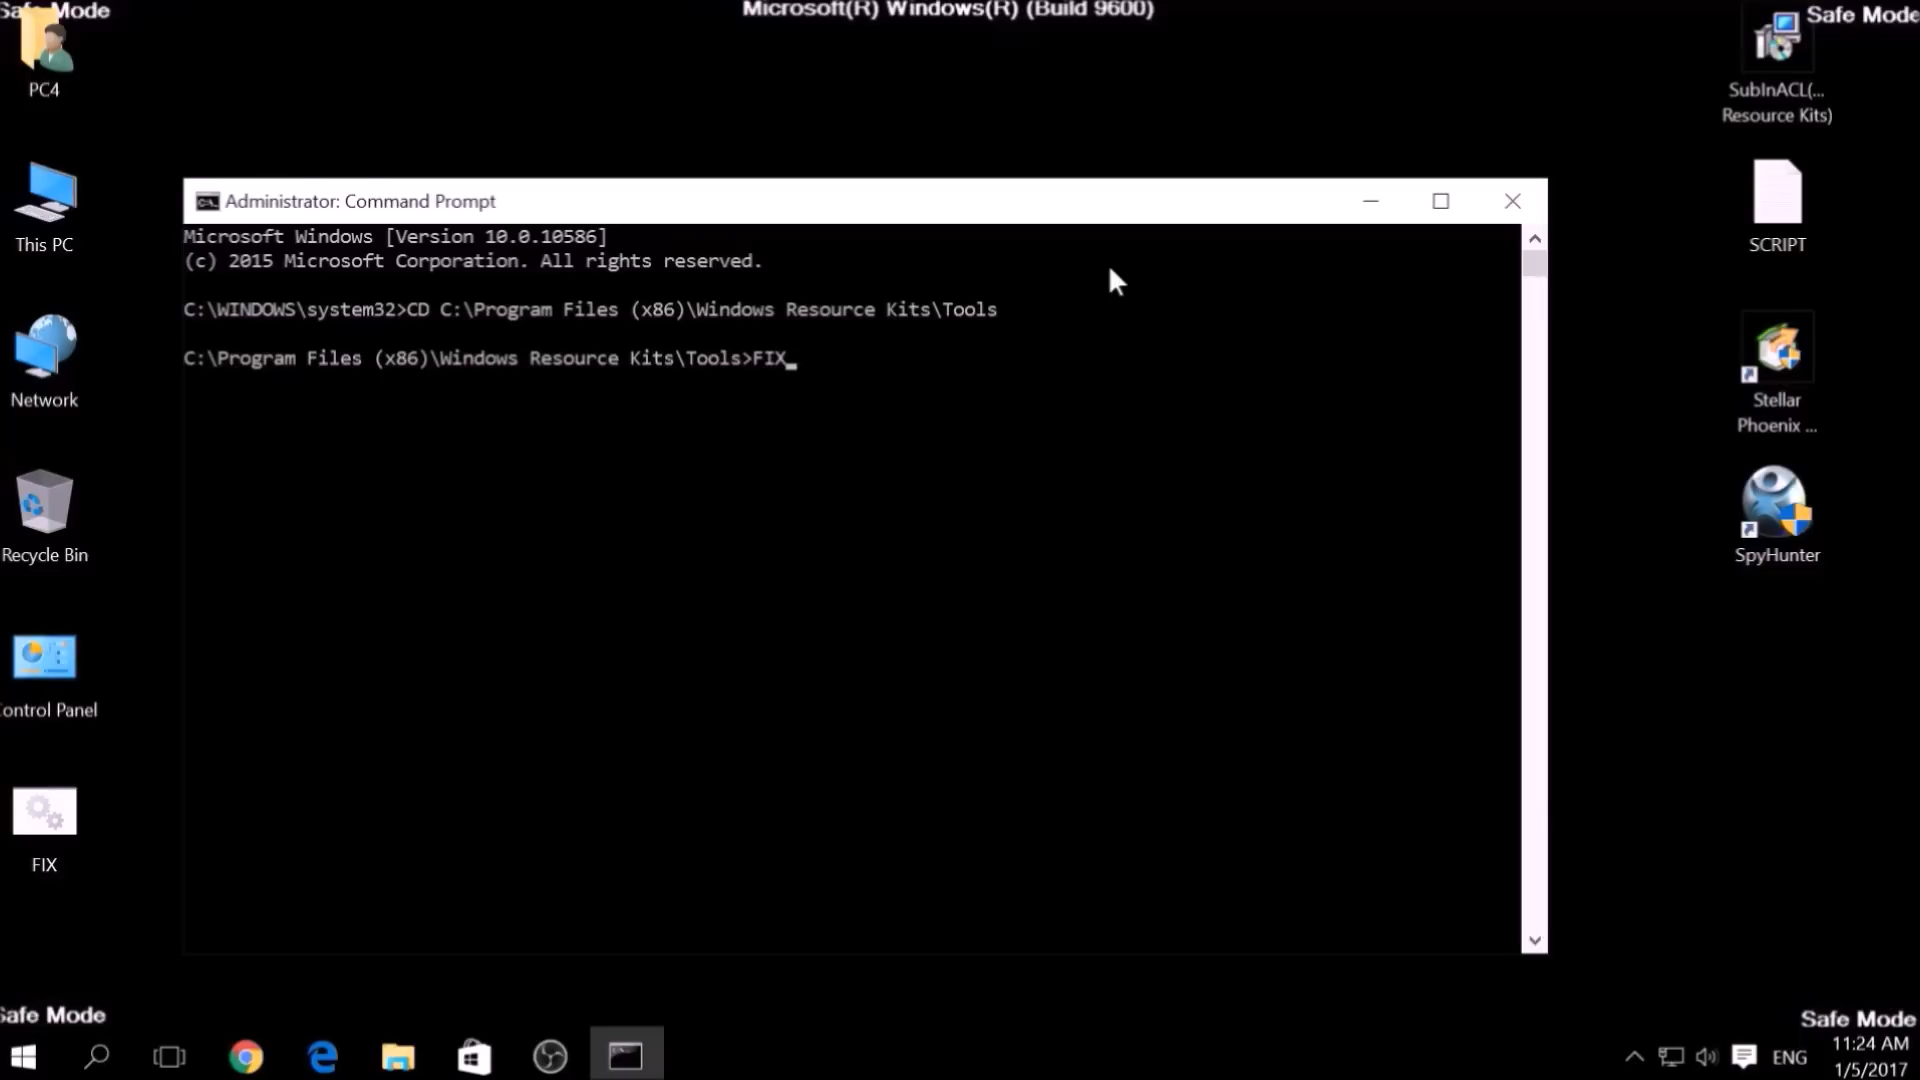 Safe Mode
Microsoft(R) Windows(R) (Build 9600)
Safe Mode
PC4
This PC
Network
Recycle Bin
ontrol Panel
FIX
SubInACL(...
Resource Kits)
SCRIPT
Stellar
Phoenix ...
SpyHunter
Administrator: Command Prompt
Microsoft Windows [Version 10.0.10586]
(c) 2015 Microsoft Corporation. All rights reserved.
C:\WINDOWS\system32>CD C:\Program Files (x86)\Windows Resource Kits\Tools
C:\Program Files (x86)\Windows Resource Kits\Tools>FIX_
Safe Mode
Safe Mode
ENG
11:24 AM
1/5/2017